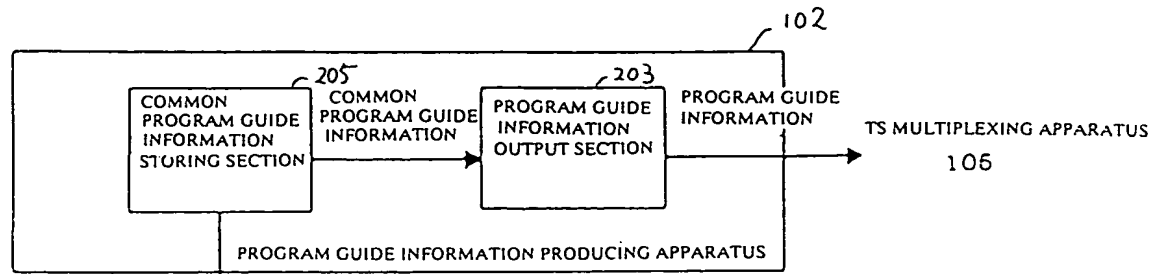 102
205
COMMON
PROGRAM GUIDE
INFORMATION
STORING SECTION
COMMON
PROGRAM GUIDE
INFORMATION
203
PROGRAM GUIDE
INFORMATION
OUTPUT SECTION
PROGRAM GUIDE
INFORMATION
TS MULTIPLEXING APPARATUS
106
PROGRAM GUIDE INFORMATION PRODUCING APPARATUS